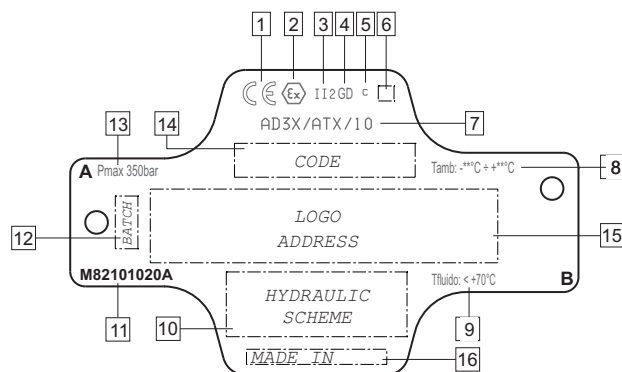 1 2 3 4 5 6
CE Ex II2GD c
AD3X/ATX/10 7
14 CODE
13
A Pmax 350bar Tamb: -**°C ÷ +**°C 8
12 BATCH
LOGO
ADDRESS
15
M82101020A Tfluido: < +70°C B
11 10 HYDRAULIC
SCHEME
9
MADE IN 16